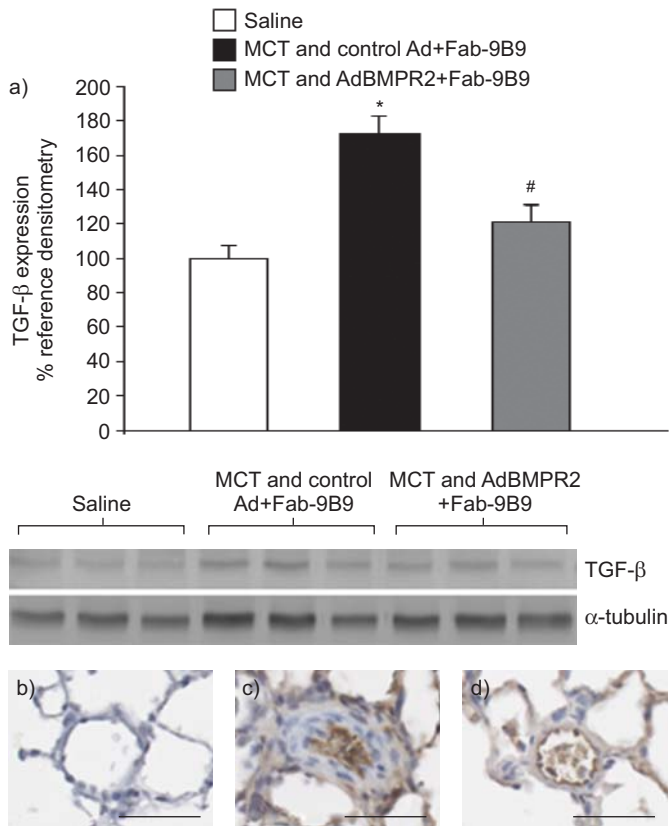 Saline
MCT and control Ad+Fab-9B9
MCT and AdBMPR2+Fab-9B9
a)
TGF-β expression
% reference densitometry
200
180
160
140
120
100
80
60
40
20
0
*
#
Saline
MCT and control
Ad+Fab-9B9
MCT and AdBMPR2
+Fab-9B9
TGF-β
α-tubulin
b)
c)
d)